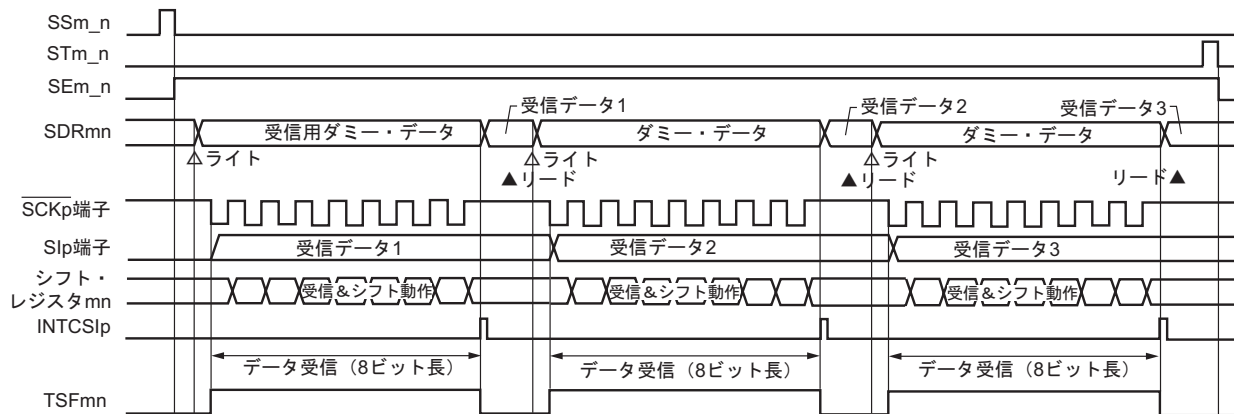 SSm_n
STm_n
SEm_n
受信データ1
受信データ2
受信データ3
SDRmn
受信用ダミー・データ
ダミー・データ
ダミー・データ
△ライト
△ライト
△ライト
▲リード
▲リード
リード▲
SCKp端子
SIp端子
受信データ1
受信データ2
受信データ3
シフト・
レジスタmn
受信&シフト動作
受信&シフト動作
受信&シフト動作
INTCSIp
データ受信（8ビット長）
データ受信（8ビット長）
データ受信（8ビット長）
TSFmn